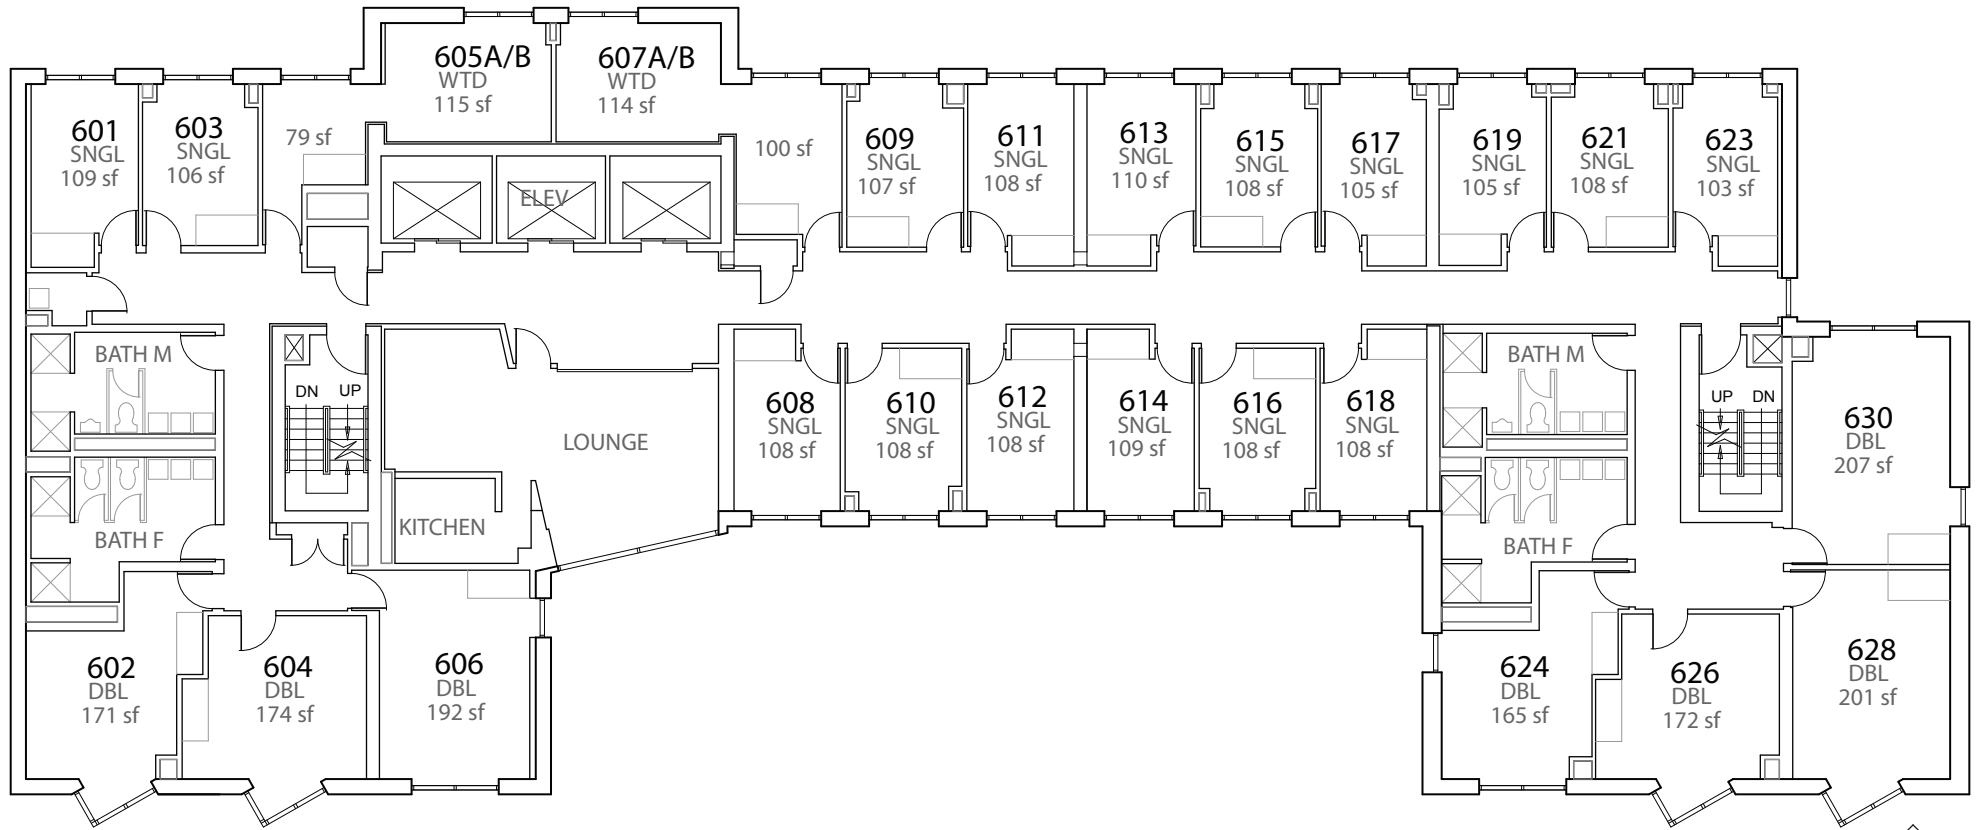 605A/B
WTD
115 sf
607A/B
WTD
114 sf
601
SNGL
109 sf
603
SNGL
106 sf
79 sf
100 sf
609
SNGL
107 sf
611
SNGL
108 sf
613
SNGL
110 sf
615
SNGL
108 sf
617
SNGL
105 sf
619
SNGL
105 sf
621
SNGL
108 sf
623
SNGL
103 sf
ELEV
BATH M
DN
UP
BATH F
LOUNGE
KITCHEN
608
SNGL
108 sf
610
SNGL
108 sf
612
SNGL
108 sf
614
SNGL
109 sf
616
SNGL
108 sf
618
SNGL
108 sf
BATH M
BATH F
UP
DN
630
DBL
207 sf
602
DBL
171 sf
604
DBL
174 sf
606
DBL
192 sf
624
DBL
165 sf
626
DBL
172 sf
628
DBL
201 sf